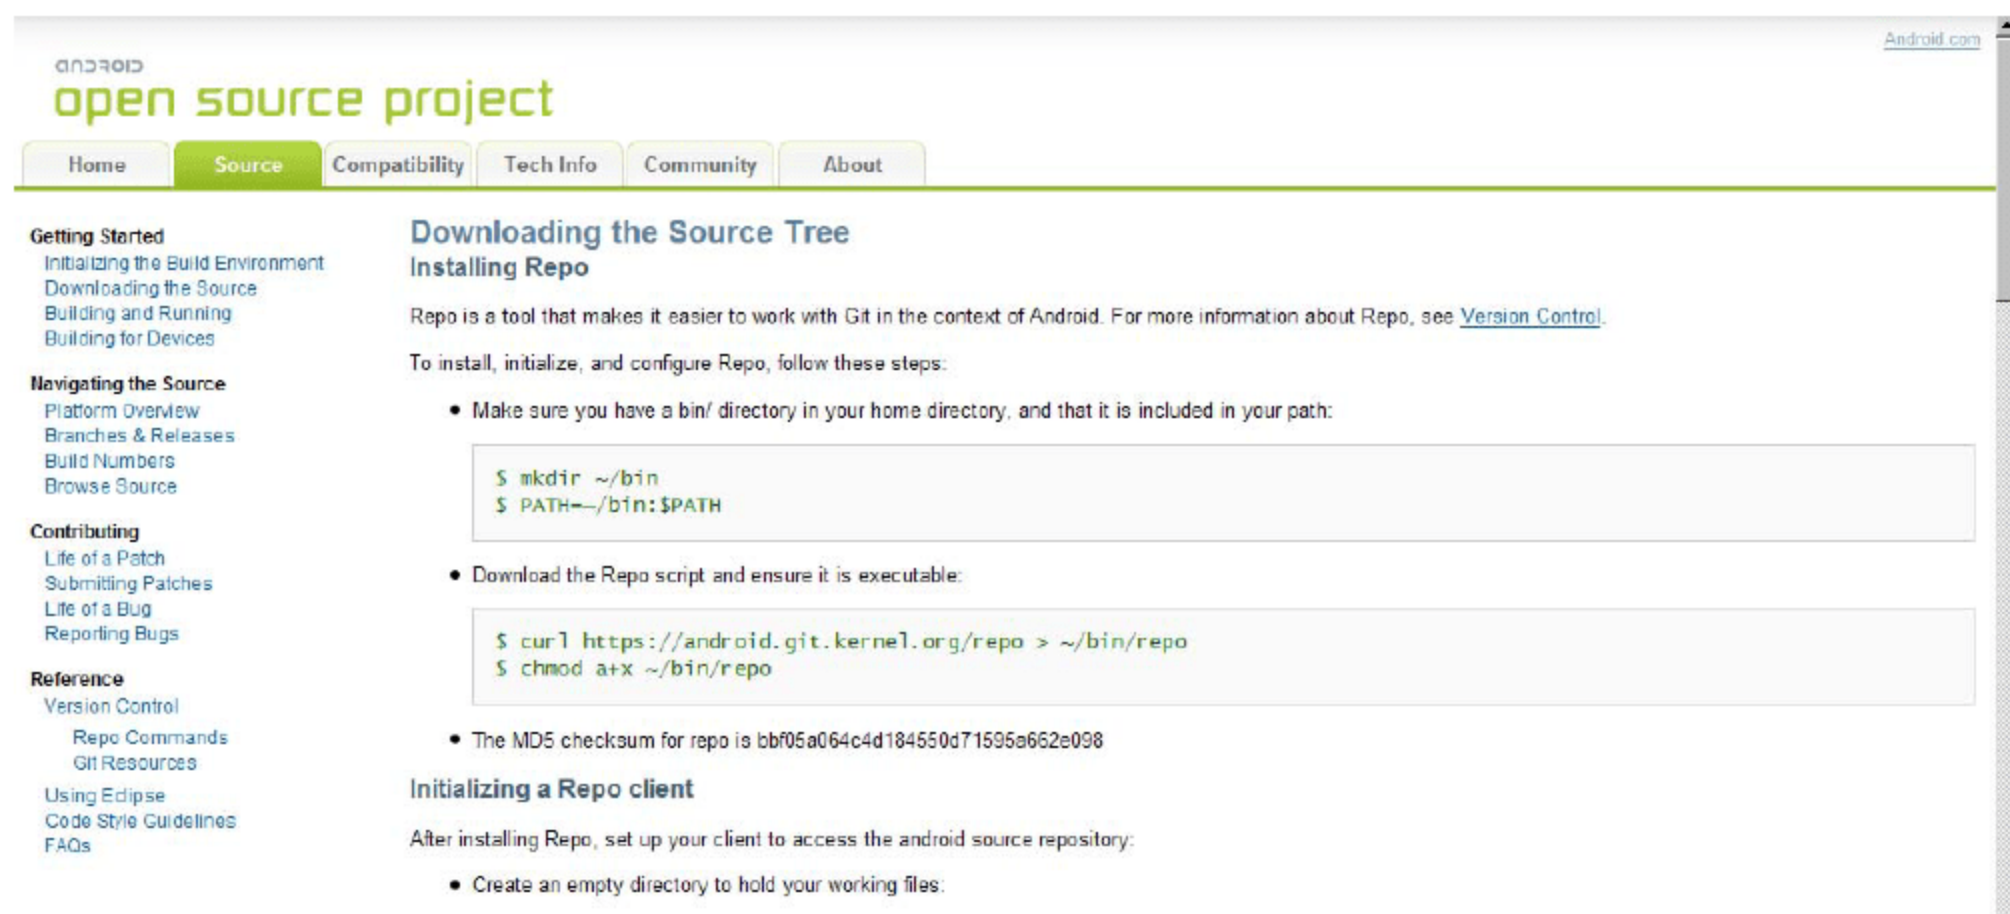 Android.com
android
open source project
Home Source Compatibility Tech Info Community About
Getting Started
Initializing the Build Environment
Downloading the Source
Building and Running
Building for Devices
Navigating the Source
Platform Overview
Branches & Releases
Build Numbers
Browse Source
Contributing
Life of a Patch
Submitting Patches
Life of a Bug
Reporting Bugs
Reference
Version Control
Repo Commands
Git Resources
Using Eclipse
Code Style Guidelines
FAQs
Downloading the Source Tree
Installing Repo
Repo is a tool that makes it easier to work with Git in the context of Android. For more information about Repo, see Version Control.
To install, initialize, and configure Repo, follow these steps:
• Make sure you have a bin/ directory in your home directory, and that it is included in your path:
$ mkdir ~/bin
$ PATH=~/bin:$PATH
• Download the Repo script and ensure it is executable:
$ curl https://android.git.kernel.org/repo > ~/bin/repo
$ chmod a+x ~/bin/repo
• The MD5 checksum for repo is bbf05a064c4d184550d71595a662e098
Initializing a Repo client
After installing Repo, set up your client to access the android source repository:
• Create an empty directory to hold your working files: